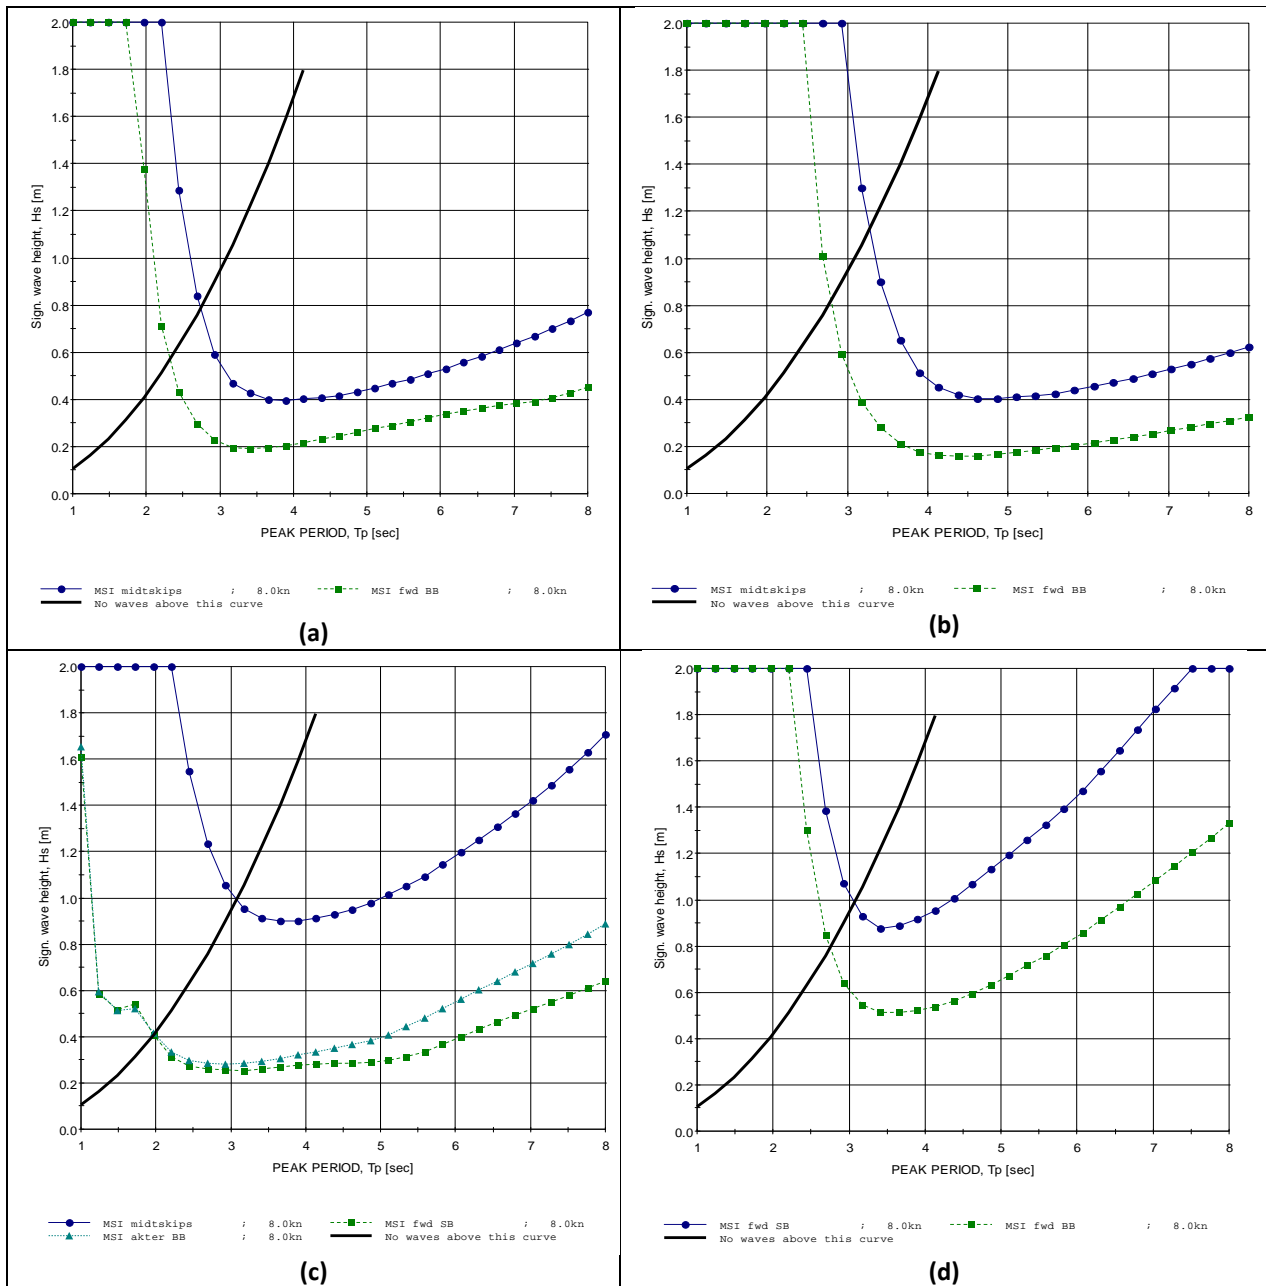 2.0
1.8
1.6
1.4
1.2
1.0
0.8
0.6
0.4
0.2
0.0
Sign. wave height, Hs [m]
1 2 3 4 5 6 7 8
PEAK PERIOD, Tp [sec]
MSI midtskips ; 8.0kn MSI fwd BB ; 8.0kn
No waves above this curve
(a)
2.0
1.8
1.6
1.4
1.2
1.0
0.8
0.6
0.4
0.2
0.0
Sign. wave height, Hs [m]
1 2 3 4 5 6 7 8
PEAK PERIOD, Tp [sec]
MSI midtskips ; 8.0kn MSI fwd BB ; 8.0kn
No waves above this curve
(b)
2.0
1.8
1.6
1.4
1.2
1.0
0.8
0.6
0.4
0.2
0.0
Sign. wave height, Hs [m]
1 2 3 4 5 6 7 8
PEAK PERIOD, Tp [sec]
MSI midtskips ; 8.0kn MSI fwd SB ; 8.0kn
MSI akter BB ; 8.0kn No waves above this curve
(c)
2.0
1.8
1.6
1.4
1.2
1.0
0.8
0.6
0.4
0.2
0.0
Sign. wave height, Hs [m]
1 2 3 4 5 6 7 8
PEAK PERIOD, Tp [sec]
MSI fwd SB ; 8.0kn MSI fwd BB ; 8.0kn
No waves above this curve
(d)